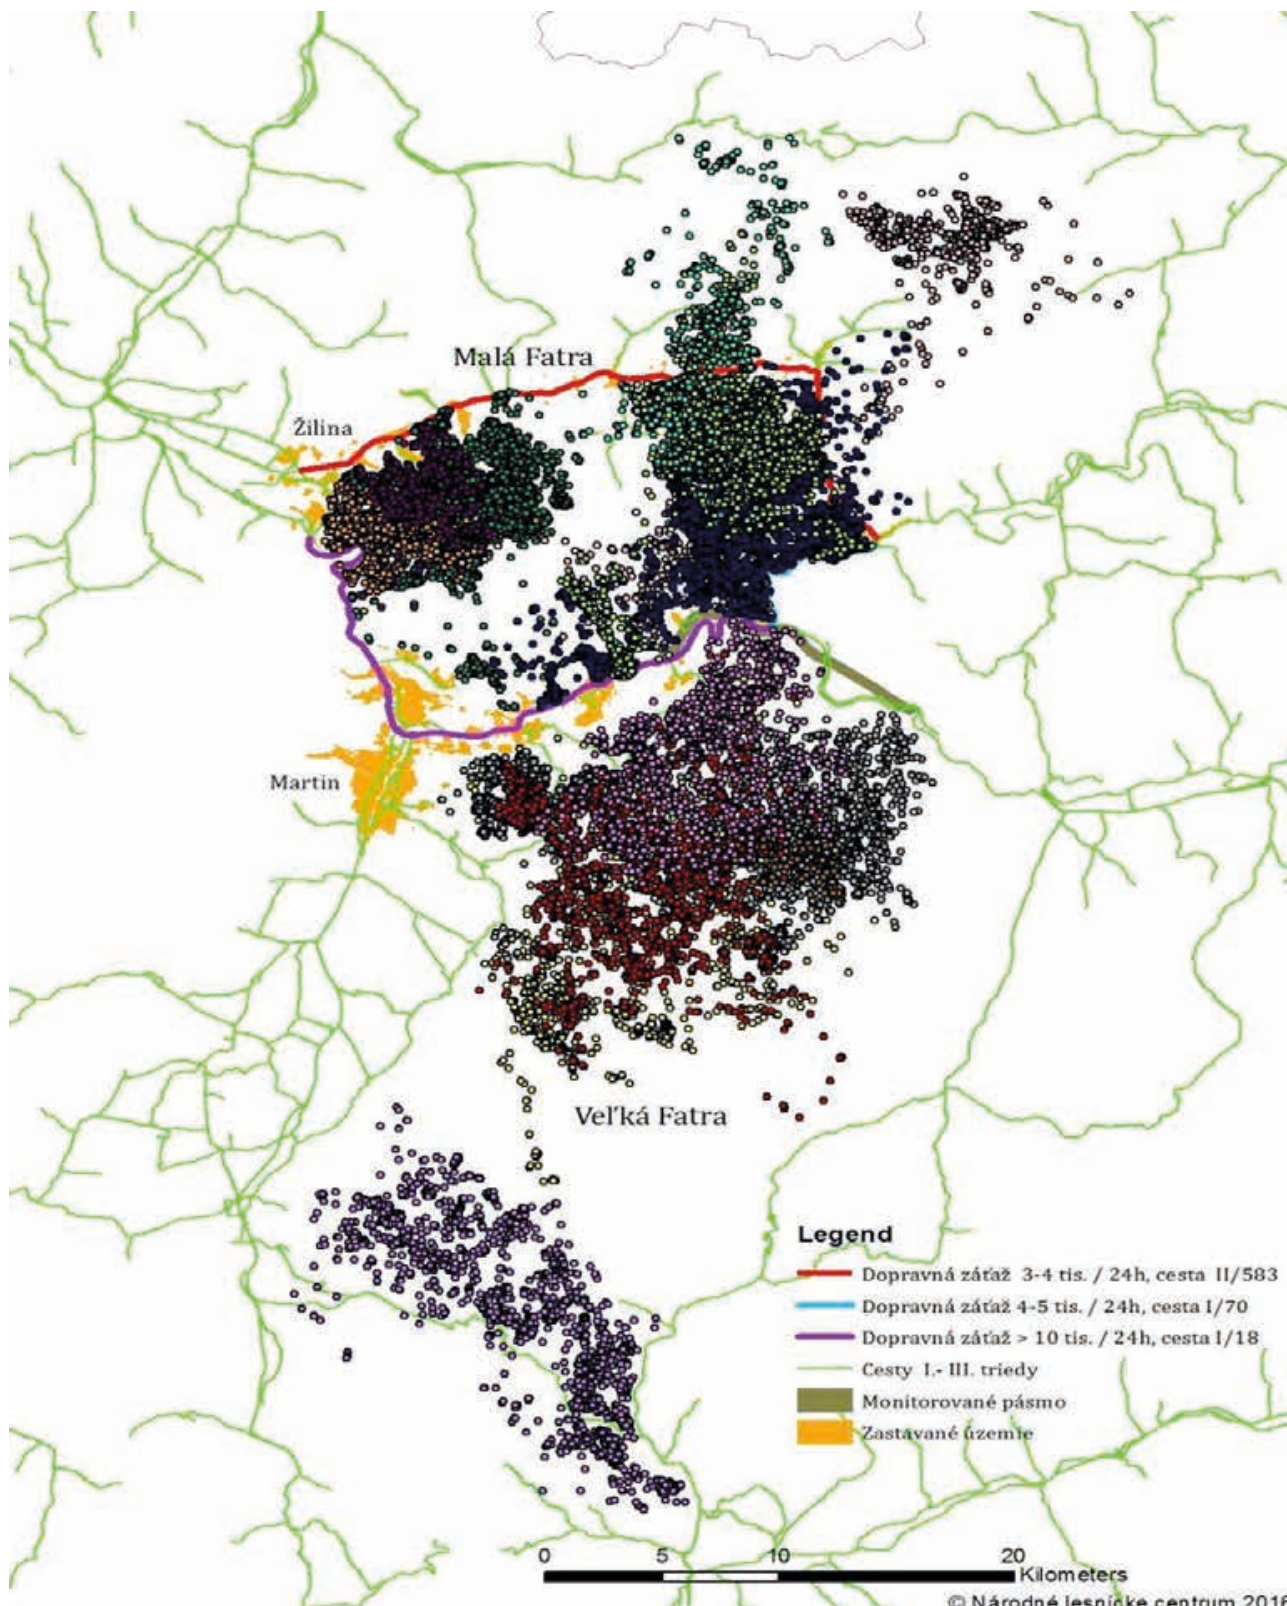 Malá Fatra
Žilina
Martin
Veľká Fatra
Legend
Dopravná záťaž 3-4 tis. / 24h, cesta II/583
Dopravná záťaž 4-5 tis. / 24h, cesta I/70
Dopravná záťaž > 10 tis. / 24h, cesta I/18
Cesty I.- III. triedy
Monitorované pásmo
Zastavané územie
0 5 10 20
Kilometers
© Národné lesnícke centrum 2016